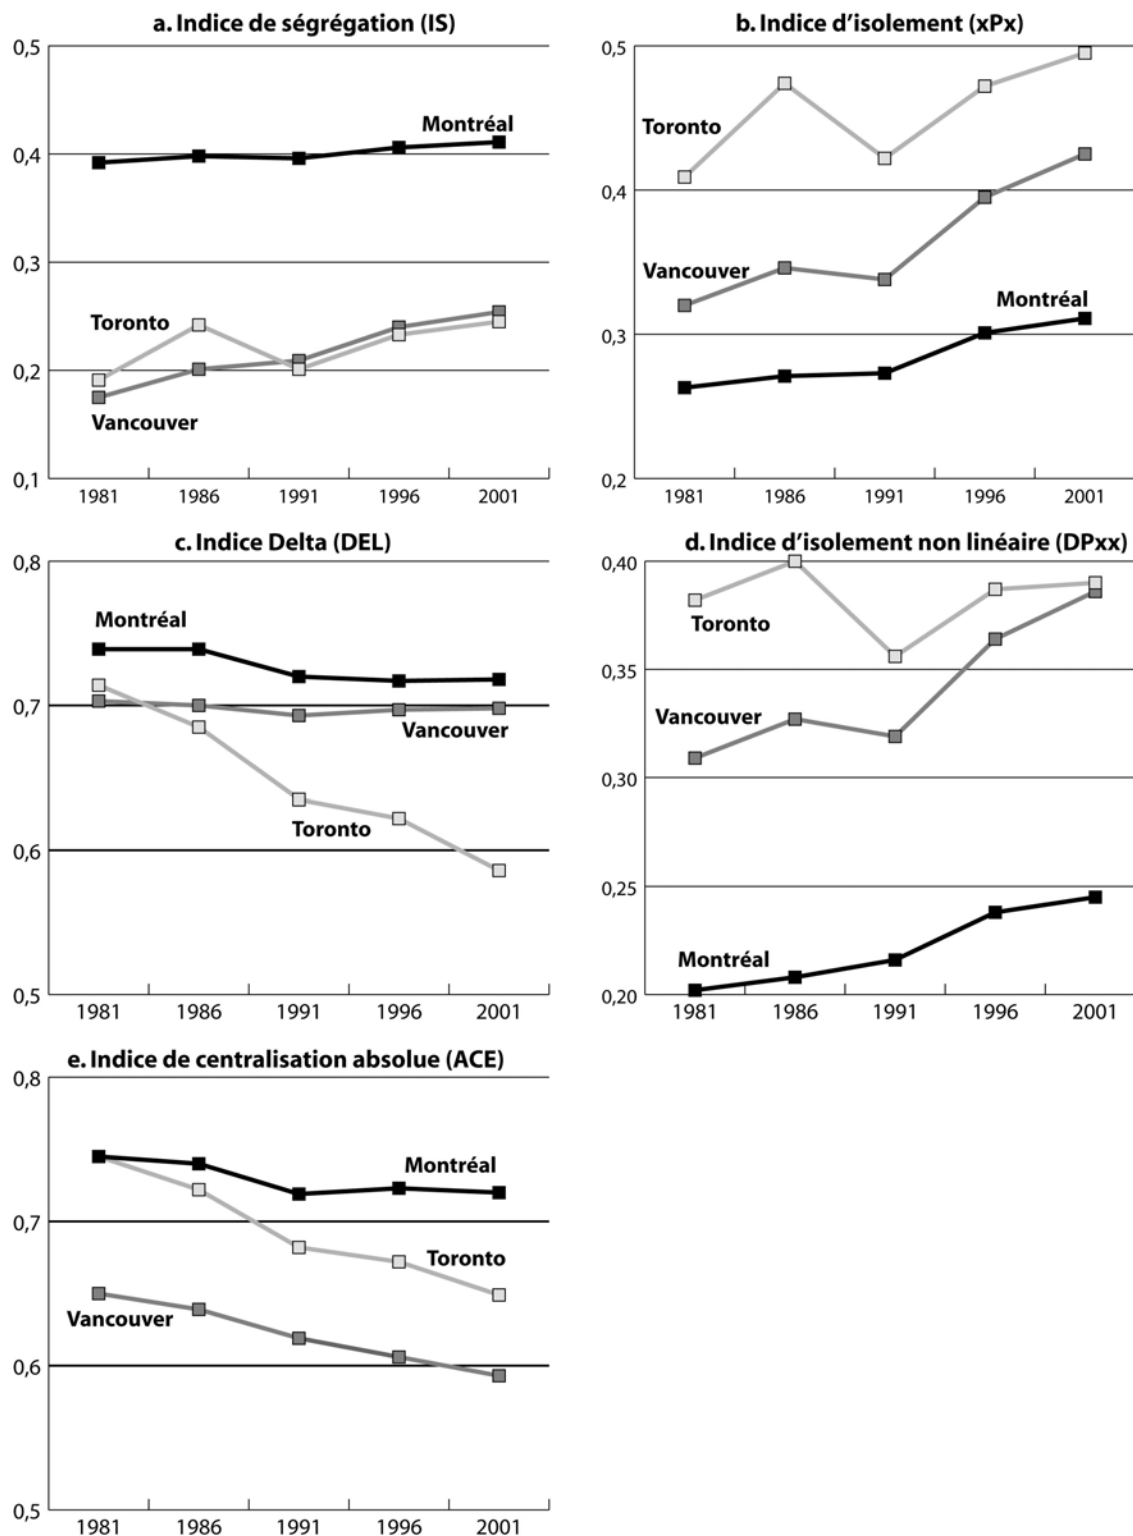 a. Indice de ségrégation (IS)
0,5
0,4
0,3
0,2
0,1
Montréal
Toronto
Vancouver
1981 1986 1991 1996 2001
b. Indice d’isolement (xPx)
0,5
0,4
0,3
0,2
Toronto
Vancouver
Montréal
1981 1986 1991 1996 2001
c. Indice Delta (DEL)
0,8
0,7
0,6
0,5
Montréal
Vancouver
Toronto
1981 1986 1991 1996 2001
d. Indice d’isolement non linéaire (DPxx)
0,40
0,35
0,30
0,25
0,20
Toronto
Vancouver
Montréal
1981 1986 1991 1996 2001
e. Indice de centralisation absolue (ACE)
0,8
0,7
0,6
0,5
Montréal
Toronto
Vancouver
1981 1986 1991 1996 2001